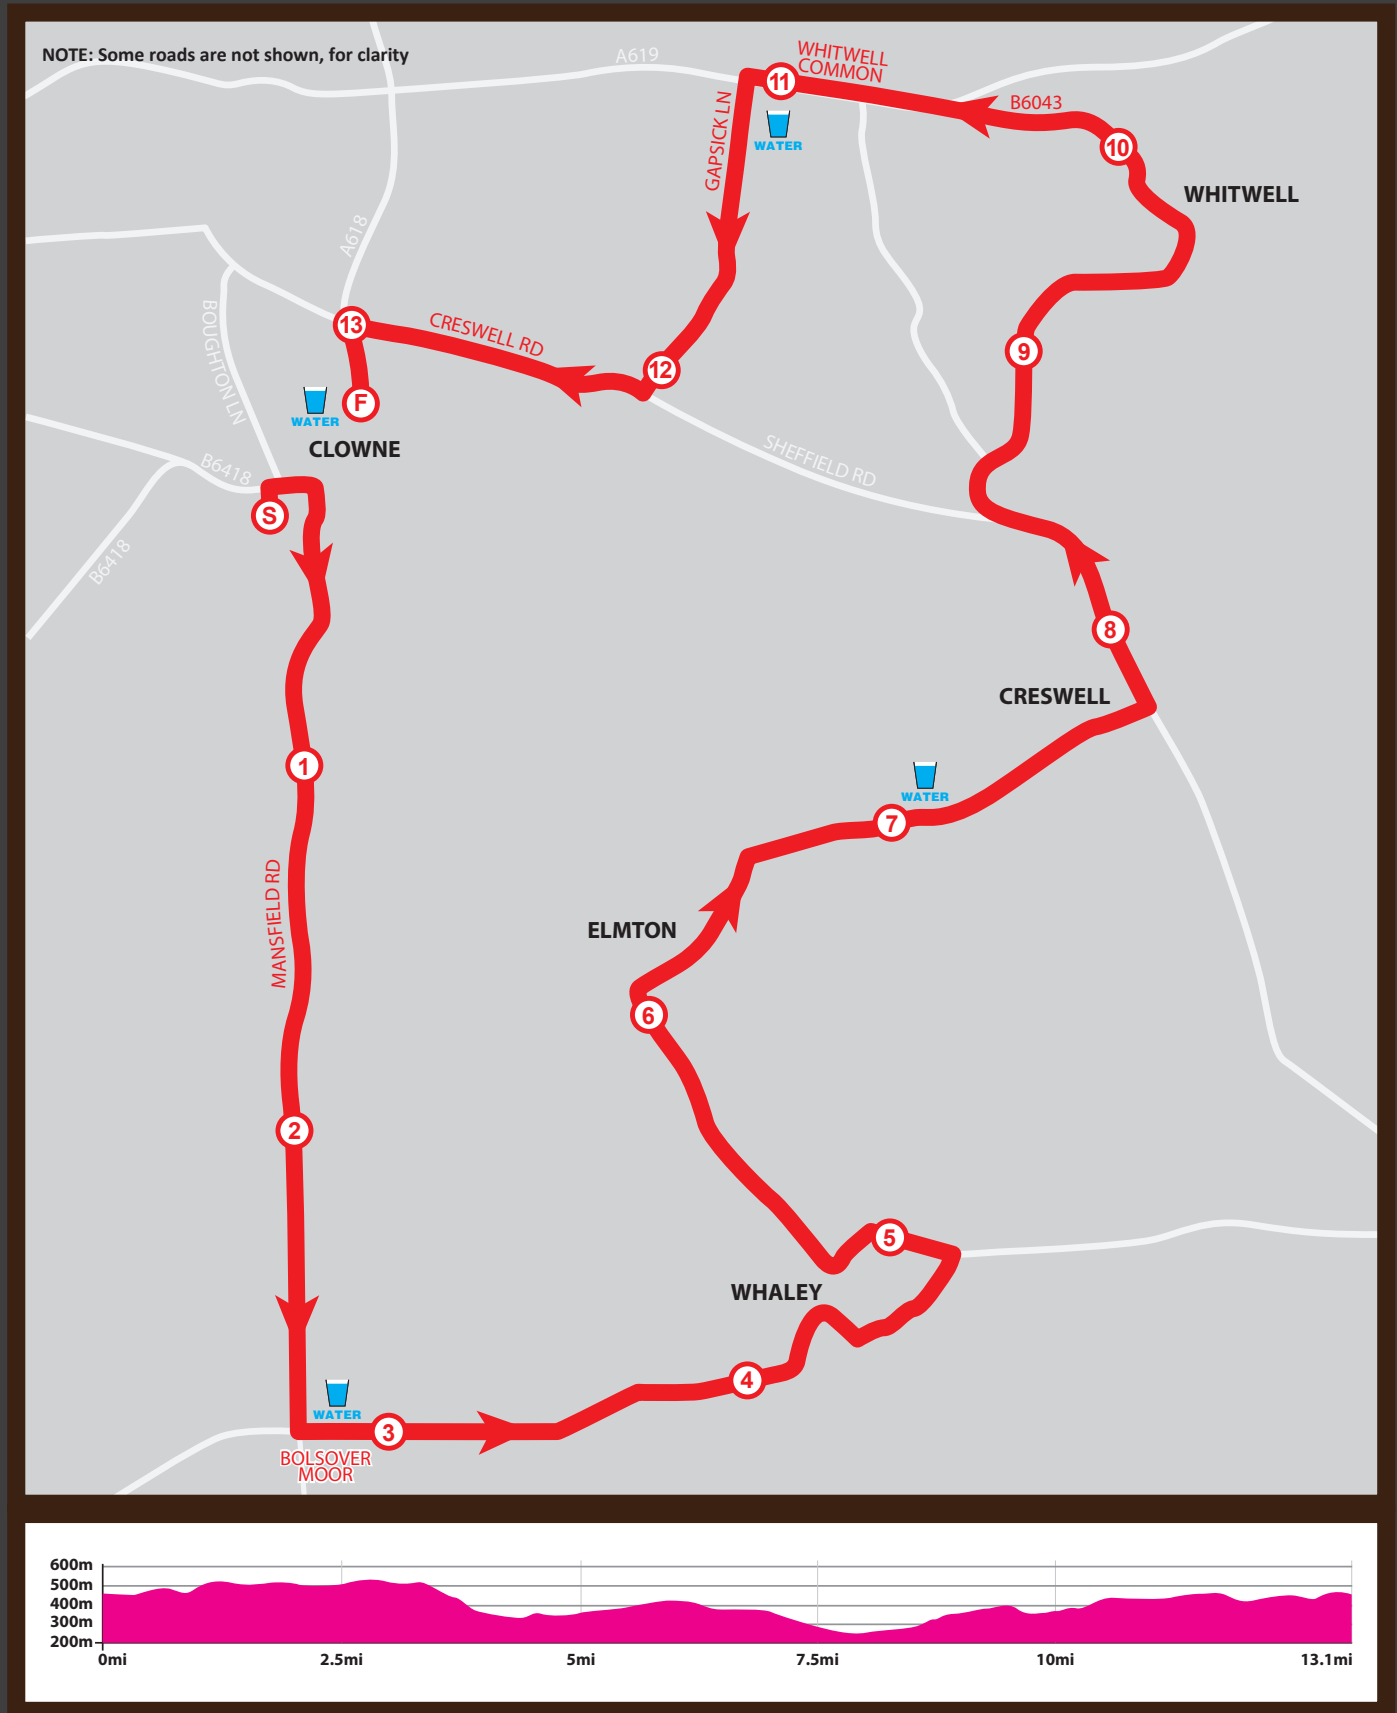 NOTE: Some roads are not shown, for clarity
A619
WHITWELL
COMMON
11
B6043
WATER
GAPSICK LN
10
WHITWELL
A618
BOUGHTON LN
13
CRESWELL RD
9
12
F
WATER
CLOWNE
SHEFFIELD RD
B6418
S
B6418
8
CRESWELL
1
WATER
7
MANSFIELD RD
ELMTON
6
2
5
WHALEY
4
WATER
3
BOLSOVER
MOOR
600m
500m
400m
300m
200m
0mi
2.5mi
5mi
7.5mi
10mi
13.1mi